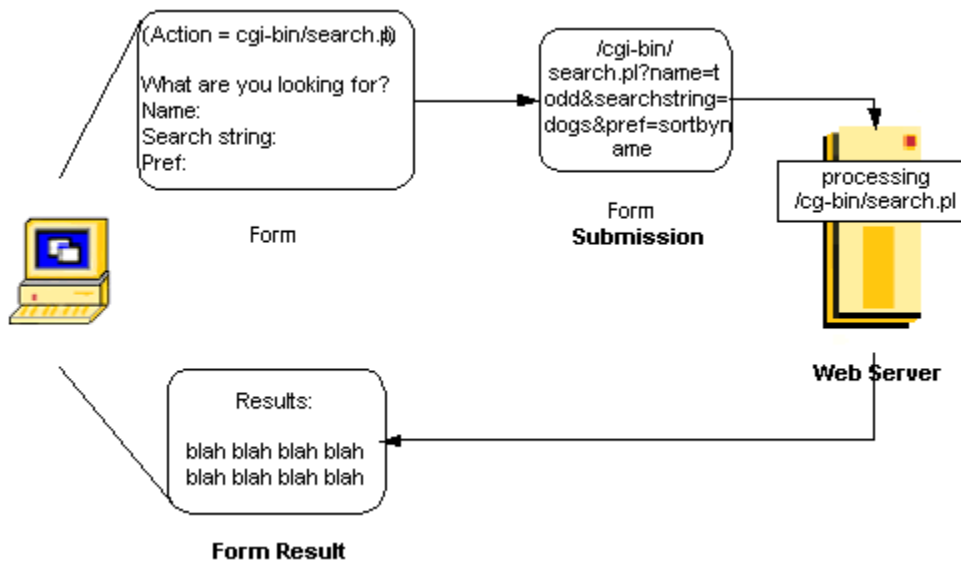 (Action = cgi-bin/search.pl)
What are you looking for?
Name:
Search string:
Pref:
Form
/cgi-bin/
search.pl?name=t
odd&searchstring=
dogs&pref=sortbyn
ame
Form
Submission
processing
/cg-bin/search.pl
Web Server
Results:
blah blah blah blah
blah blah blah blah
Form Result